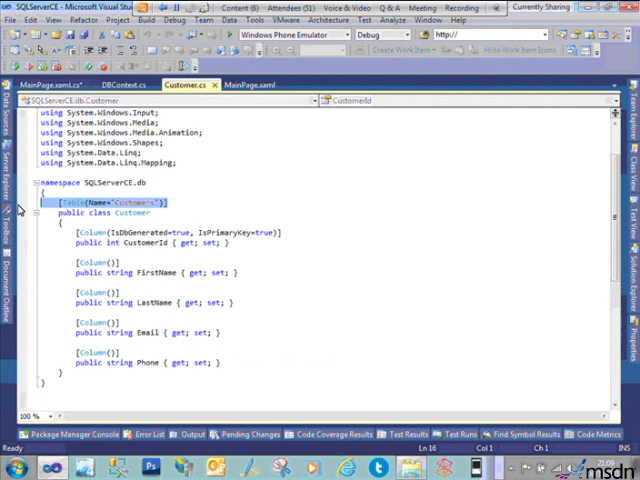 SQLServerCE - Microsoft Visual Stu
Content (6)
Attendees (51)
Voice & Video
Q & A
Meeting
Currently Sharing
File Edit View Refactor Project Build Debug Team Data Tools VMware Architecture Test Analyze Window Help
Windows Phone Emulator
Debug
http://
Create Work Item
MainPage.xaml.cs* DBContext.cs Customer.cs MainPage.xaml
SQLServerCE.db.Customer
CustomerId
using System.Windows.Input;
using System.Windows.Media;
using System.Windows.Media.Animation;
using System.Windows.Shapes;
using System.Data.Linq;
using System.Data.Linq.Mapping;
namespace SQLServerCE.db
{
[Table(Name="Customers")]
public class Customer
{
[Column(IsDbGenerated=true, IsPrimaryKey=true)]
public int CustomerId { get; set; }
[Column()]
public string FirstName { get; set; }
[Column()]
public string LastName { get; set; }
[Column()]
public string Email { get; set; }
[Column()]
public string Phone { get; set; }
}
}
Data Sources
Server Explorer
Toolbox
Document Outline
Team Explorer
Class View
Test View
Solution Explorer
Properties
100 %
Package Manager Console Error List Output Pending Changes Code Coverage Results Test Results Test Runs Find Symbol Results Code Metrics
Ready
Ln 16
Col 1
Ch 1
21:09
msdn